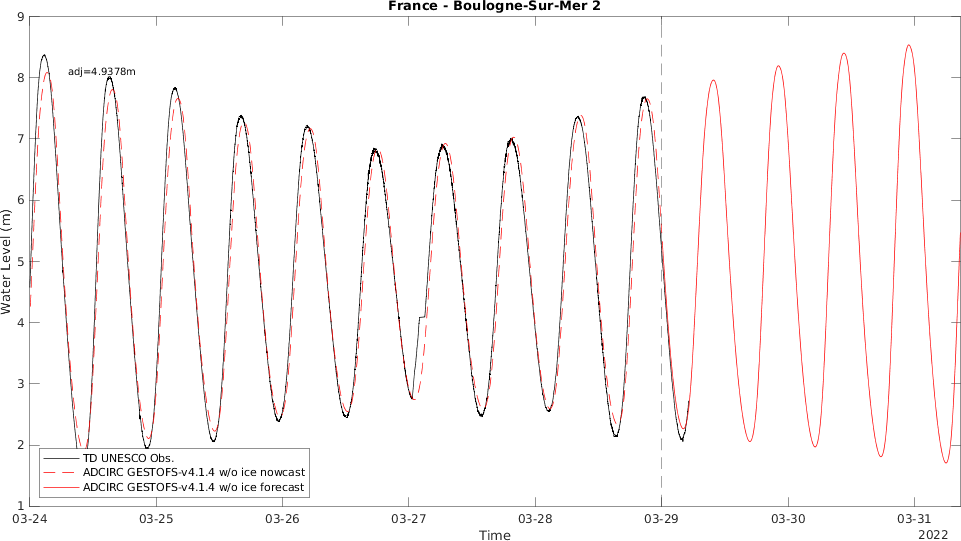 France - Boulogne-Sur-Mer 2
9
8
7
6
5
4
3
2
1
Water Level (m)
adj=4.9378m
TD UNESCO Obs.
ADCIRC GESTOFS-v4.1.4 w/o ice nowcast
ADCIRC GESTOFS-v4.1.4 w/o ice forecast
03-24 03-25 03-26 03-27 03-28 03-29 03-30 03-31
Time
2022